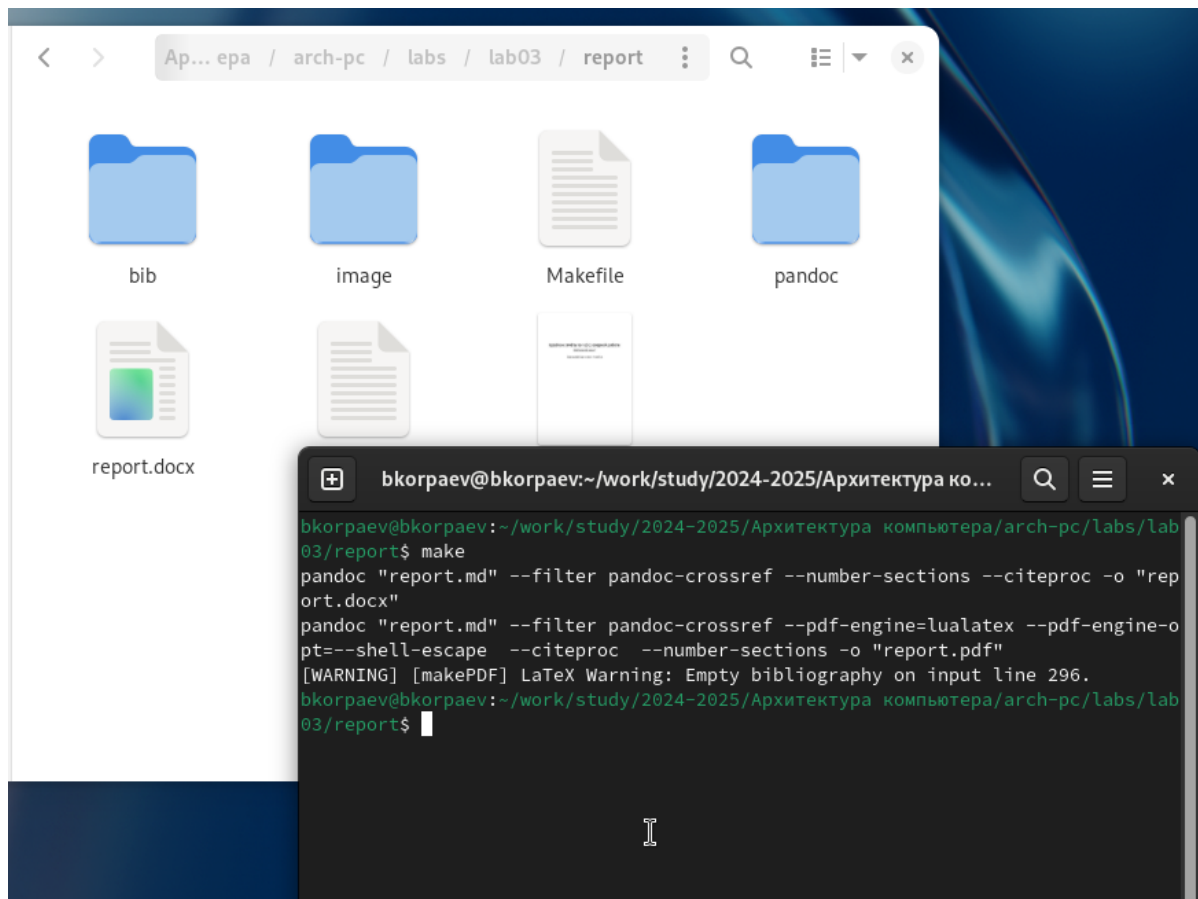 Ap... epa / arch-pc / labs / lab03 / report
bib
image
Makefile
pandoc
report.docx
bkorpaev@bkorpaev:~/work/study/2024-2025/Архитектура ко...
bkorpaev@bkorpaev:~/work/study/2024-2025/Архитектура компьютера/arch-pc/labs/lab
03/report$ make
pandoc "report.md" --filter pandoc-crossref --number-sections --citeproc -o "rep
ort.docx"
pandoc "report.md" --filter pandoc-crossref --pdf-engine=lualatex --pdf-engine-o
pt=--shell-escape  --citeproc  --number-sections -o "report.pdf"
[WARNING] [makePDF] LaTeX Warning: Empty bibliography on input line 296.
bkorpaev@bkorpaev:~/work/study/2024-2025/Архитектура компьютера/arch-pc/labs/lab
03/report$